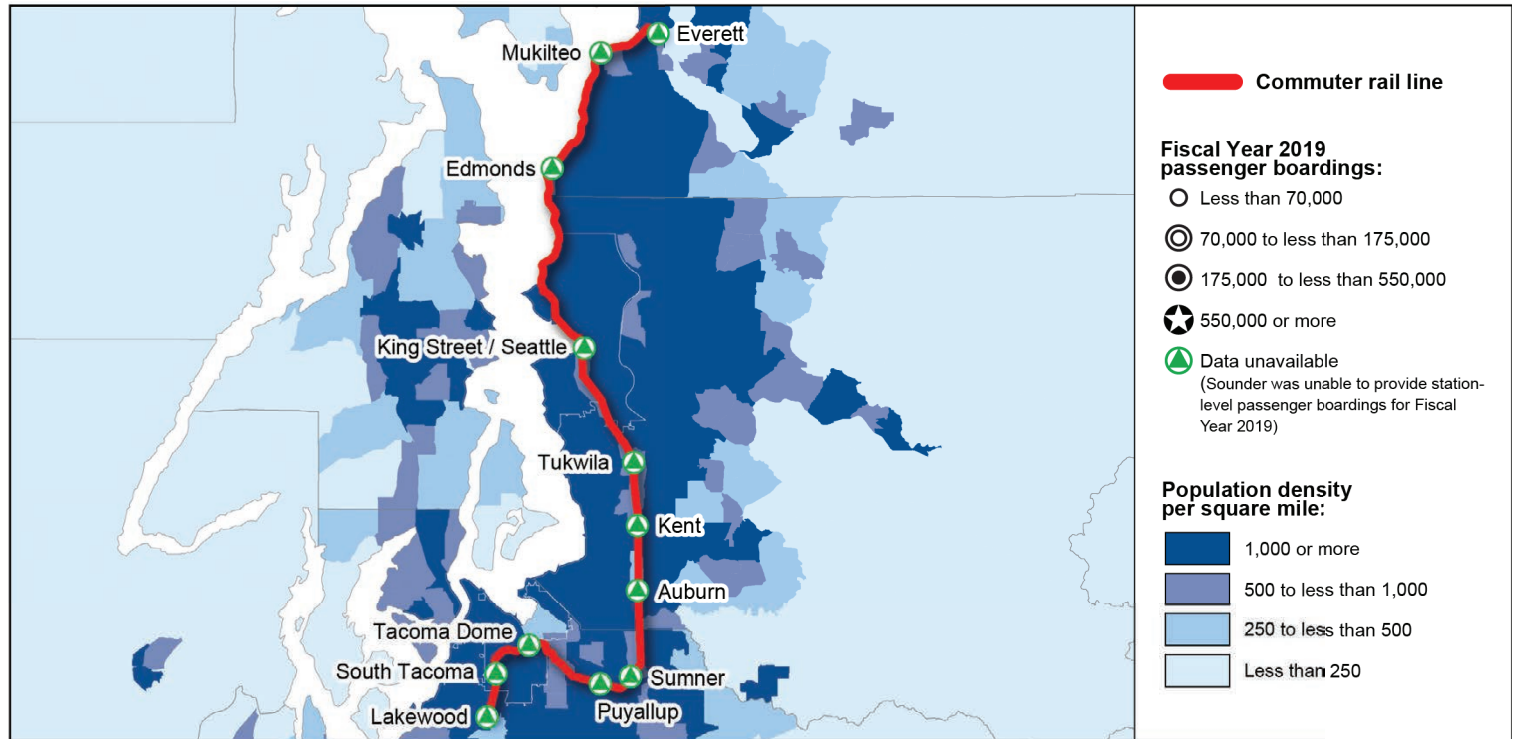 Everett
Mukilteo
Edmonds
King Street / Seattle
Tukwila
Kent
Auburn
Tacoma Dome
South Tacoma
Sumner
Puyallup
Lakewood
Commuter rail line
Fiscal Year 2019
passenger boardings:
Less than 70,000
70,000 to less than 175,000
175,000 to less than 550,000
550,000 or more
Data unavailable
(Sounder was unable to provide station-
level passenger boardings for Fiscal
Year 2019)
Population density
per square mile:
1,000 or more
500 to less than 1,000
250 to less than 500
Less than 250